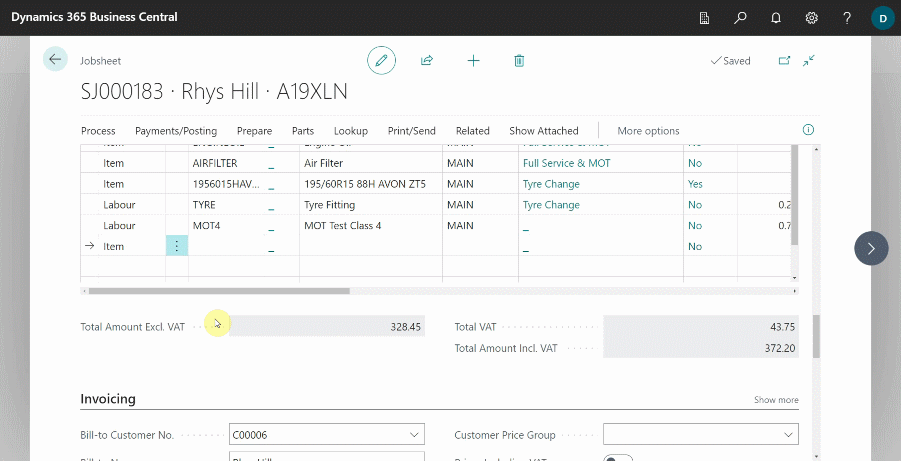 Dynamics 365 Business Central
?
D
Jobsheet
Saved
SJ000183 · Rhys Hill · A19XLN
Process Payments/Posting Prepare Parts Lookup Print/Send Related Show Attached More options
Item AIRFILTER _ Air Filter MAIN Full Service & MOT No
Item 1956015HAV... _ 195/60R15 88H AVON ZT5 MAIN Tyre Change Yes
Labour TYRE _ Tyre Fitting MAIN Tyre Change No 0.2
Labour MOT4 _ MOT Test Class 4 MAIN _ No 0.7
Item _ _ No
Total Amount Excl. VAT 328.45 Total VAT 43.75
Total Amount Incl. VAT 372.20
Invoicing Show more
Bill-to Customer No. C00006 Customer Price Group